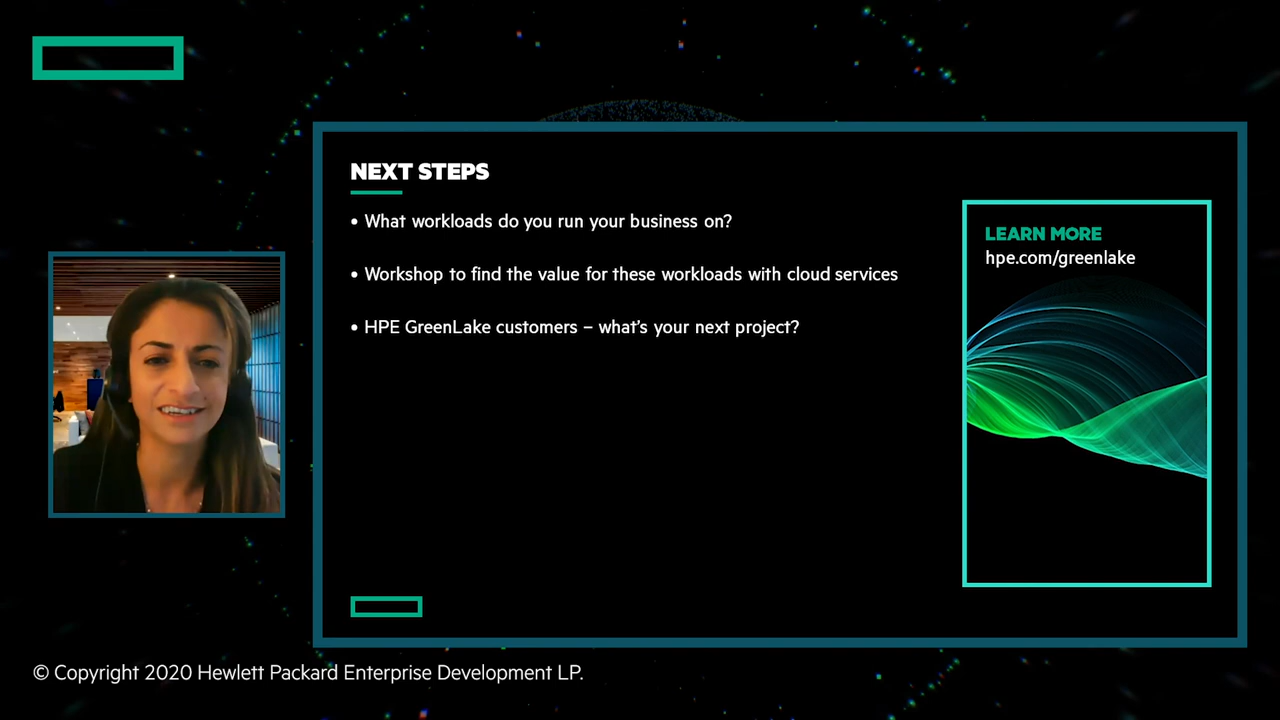 NEXT STEPS
• What workloads do you run your business on?
• Workshop to find the value for these workloads with cloud services
• HPE GreenLake customers – what's your next project?
LEARN MORE
hpe.com/greenlake
© Copyright 2020 Hewlett Packard Enterprise Development LP.